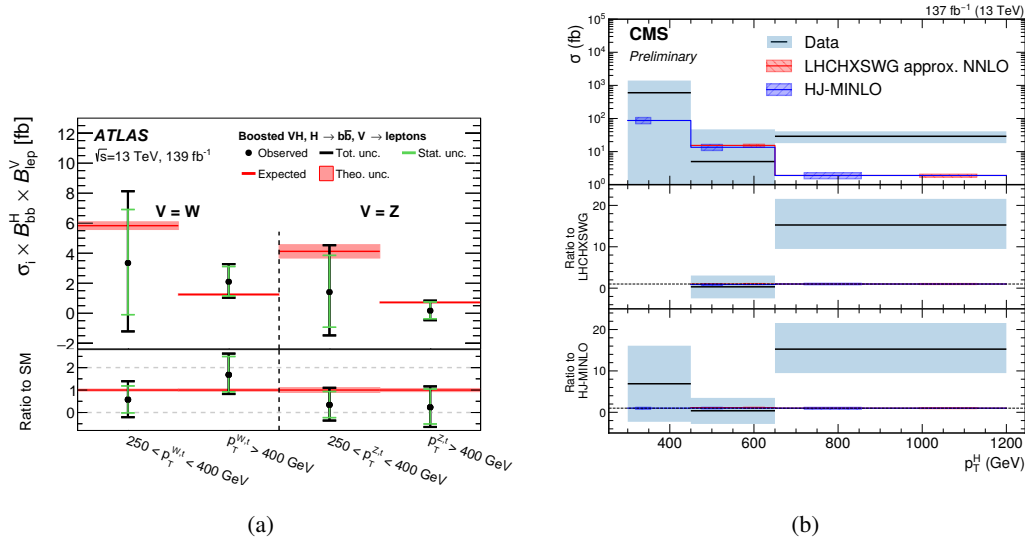 ATLAS
√s=13 TeV, 139 fb⁻¹
Boosted VH, H → bb̅, V → leptons
Observed Tot. unc. Stat. unc.
Expected Theo. unc.
V = W V = Z
σᵢ × B^H_bb × B^V_lep [fb]
12
10
8
6
4
2
0
−2
Ratio to SM
2
1
0
250 < p_T^{W,t} < 400 GeV
p_T^{W,t} > 400 GeV
250 < p_T^{Z,t} < 400 GeV
p_T^{Z,t} > 400 GeV
(a)
137 fb⁻¹ (13 TeV)
CMS
Preliminary
Data
LHCHXSWG approx. NNLO
HJ-MINLO
σ (fb)
10⁵
10⁴
10³
10²
10¹
10⁰
Ratio to
LHCHXSWG
20
10
0
Ratio to
HJ-MINLO
20
10
0
400 600 800 1000 1200
p_T^H (GeV)
(b)